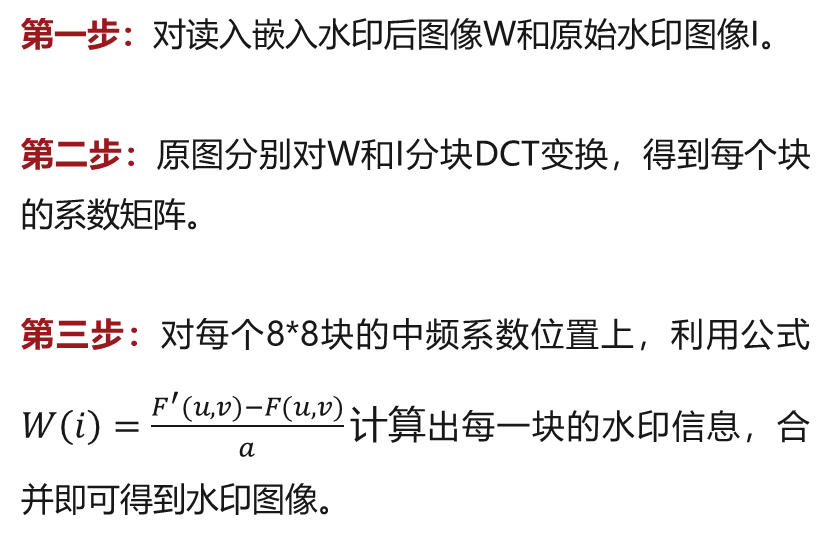 第一步：对读入嵌入水印后图像W和原始水印图像I。
第二步：原图分别对W和I分块DCT变换，得到每个块
的系数矩阵。
第三步：对每个8*8块的中频系数位置上，利用公式
W(i) = \frac{F'(u,v)-F(u,v)}{a} 计算出每一块的水印信息，合
并即可得到水印图像。